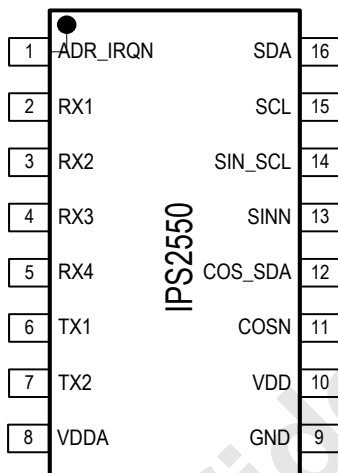 1 ADR_IRQN SDA 16
2 RX1 SCL 15
3 RX2 SIN_SCL 14
4 RX3 SINN 13
IPS2550
5 RX4 COS_SDA 12
6 TX1 COSN 11
7 TX2 VDD 10
8 VDDA GND 9